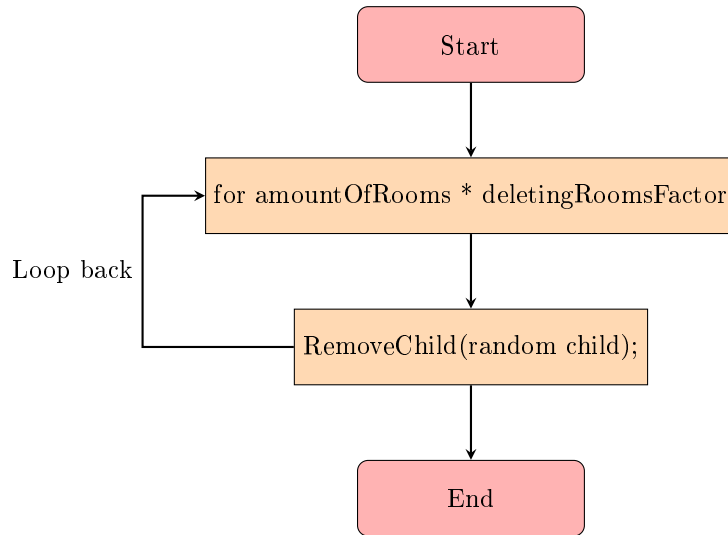 Start
for amountOfRooms * deletingRoomsFactor
Loop back
RemoveChild(random child);
End